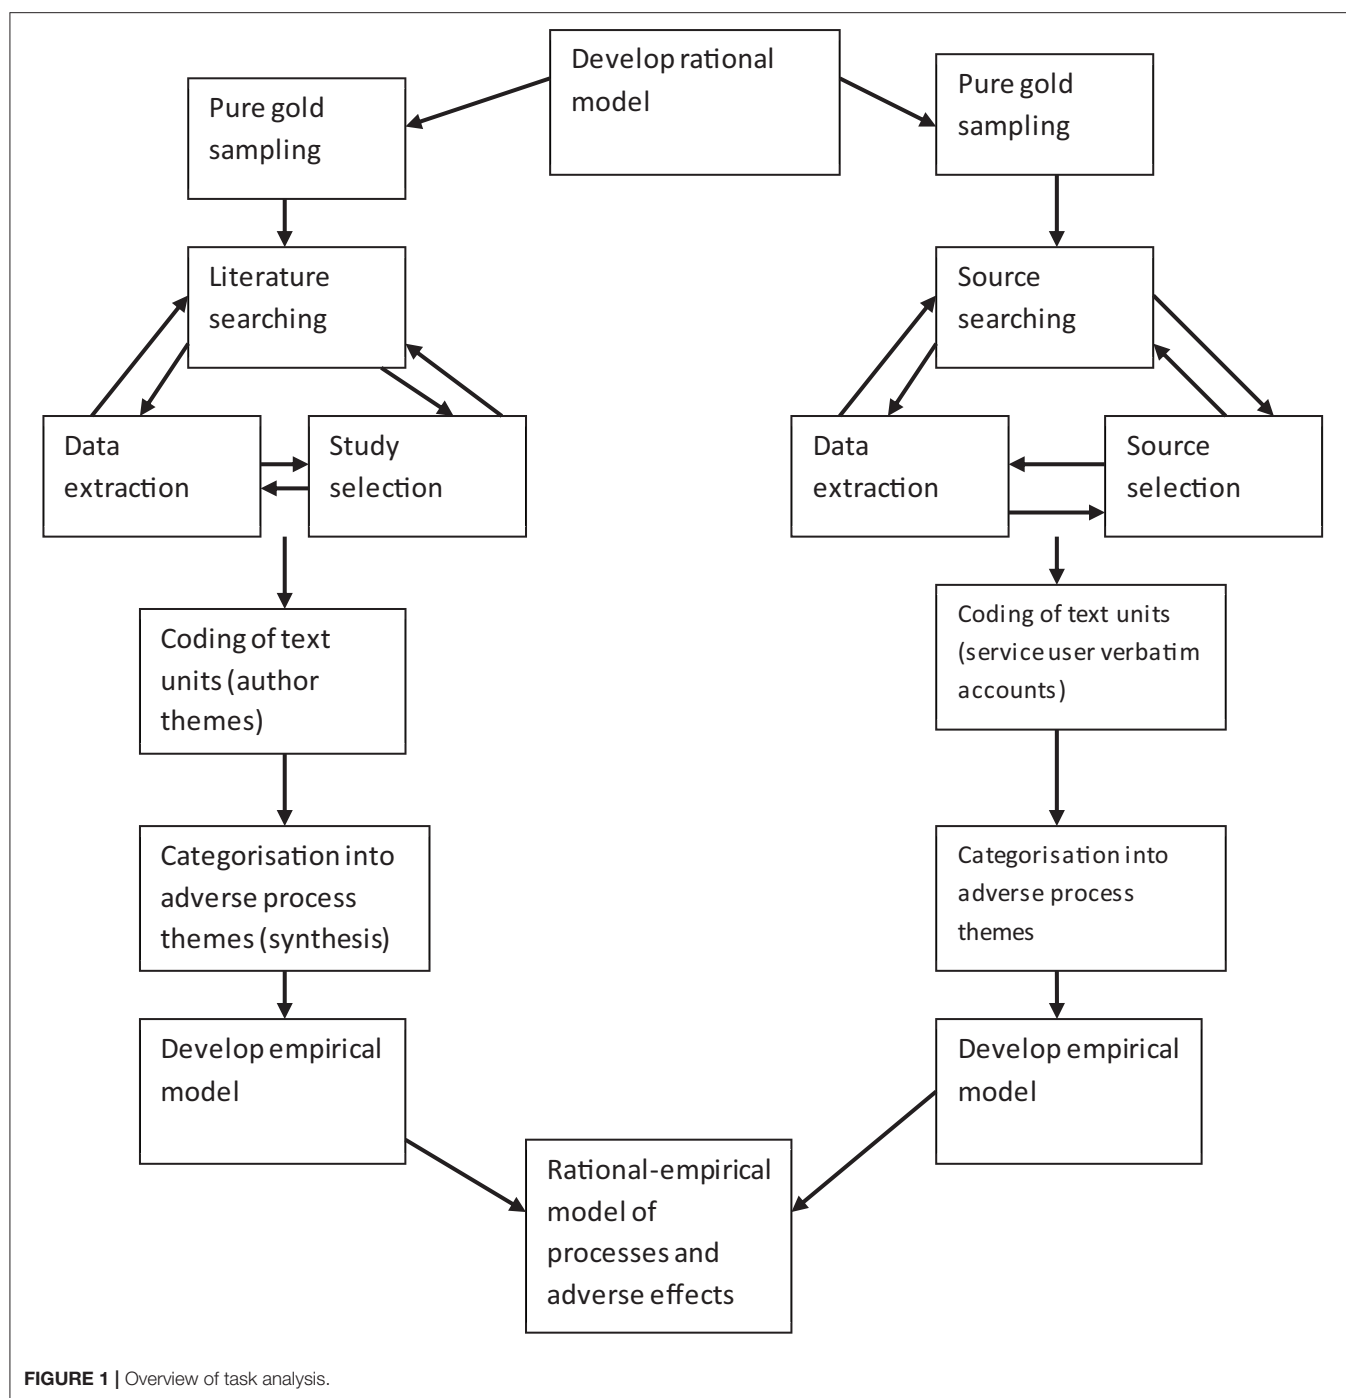 Develop rational
model
Pure gold
sampling
Pure gold
sampling
Literature
searching
Source
searching
Data
extraction
Study
selection
Data
extraction
Source
selection
Coding of text
units (author
themes)
Coding of text units
(service user verbatim
accounts)
Categorisation into
adverse process
themes (synthesis)
Categorisation into
adverse process
themes
Develop empirical
model
Develop empirical
model
Rational-empirical
model of
processes and
adverse effects
FIGURE 1 | Overview of task analysis.